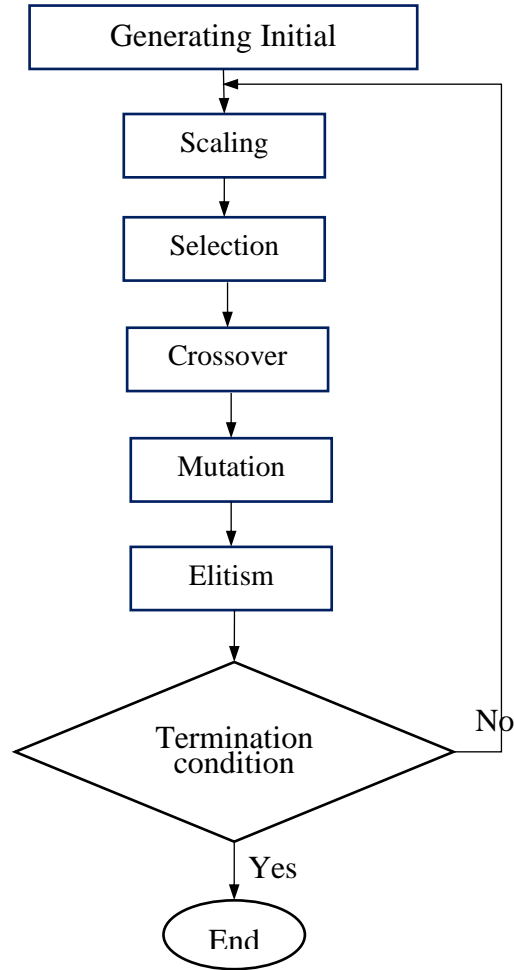 Generating Initial
Scaling
Selection
Crossover
Mutation
Elitism
Termination
condition
No
Yes
End